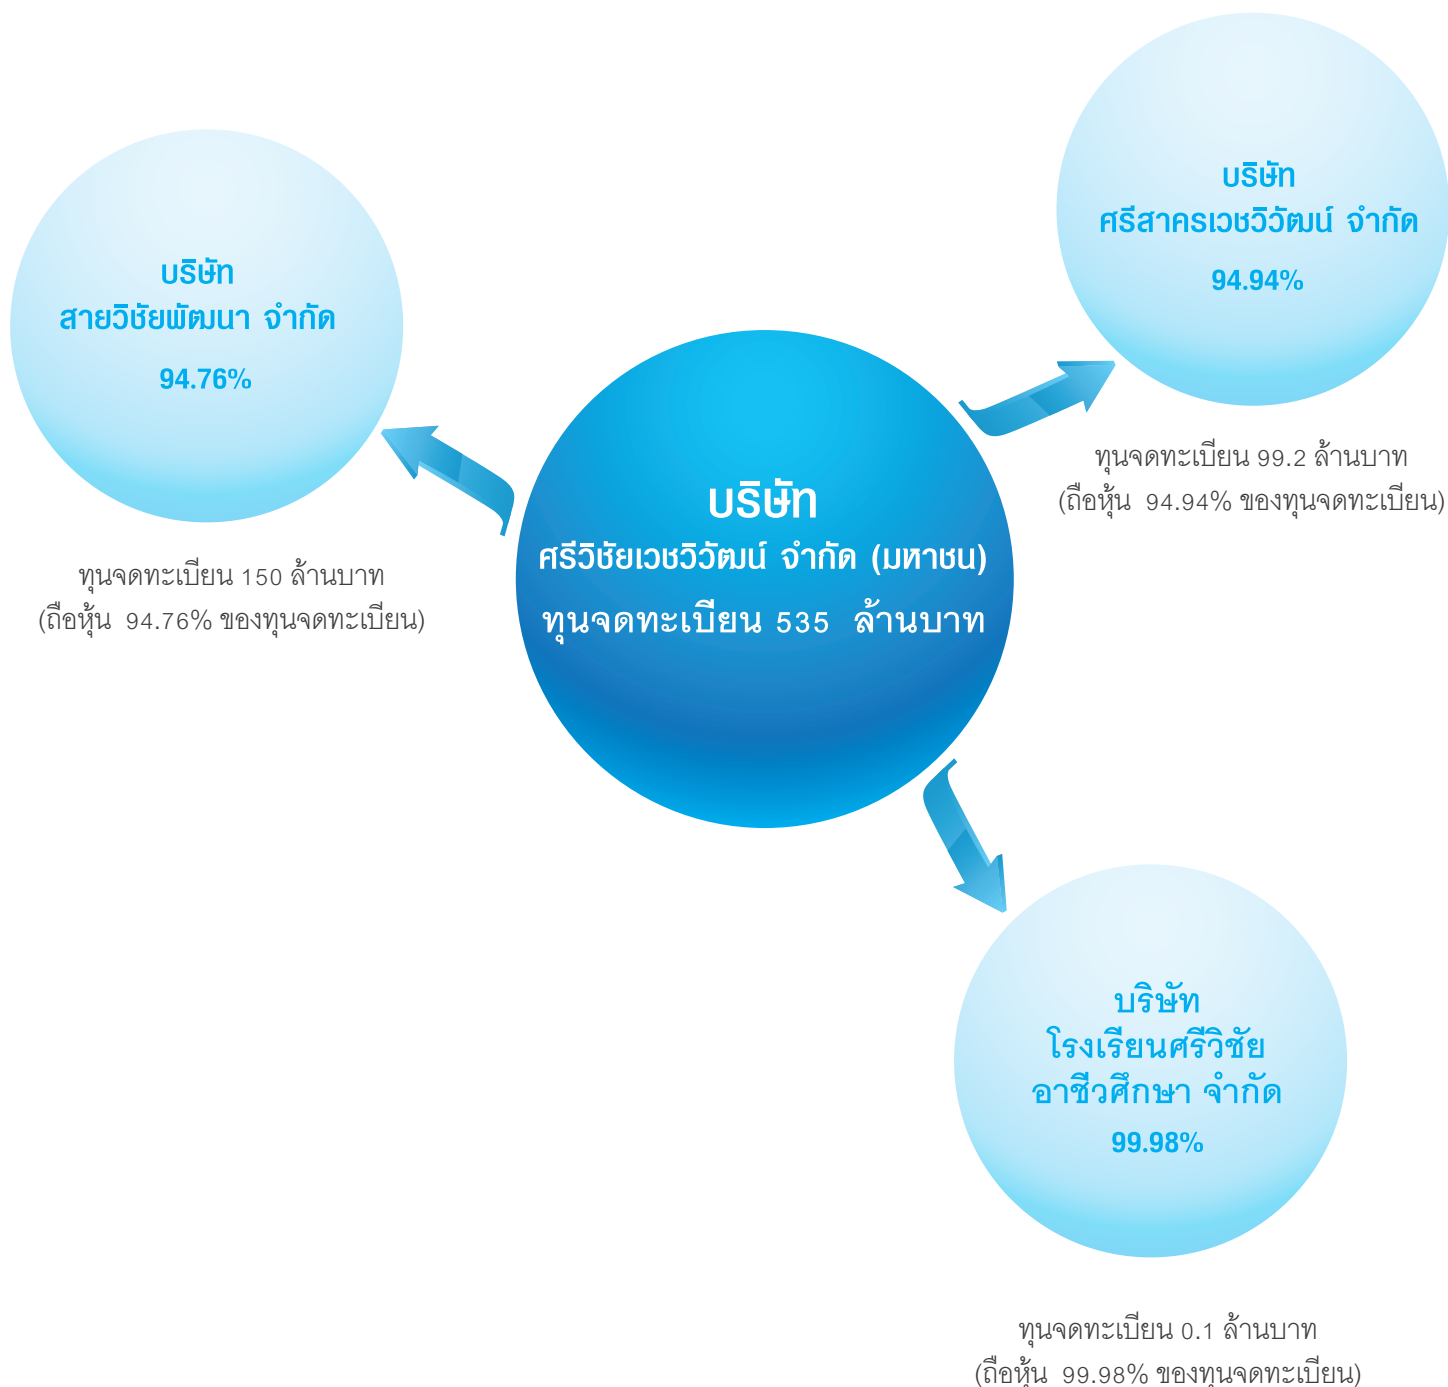 บริษัท
ศรีสาครเวชวิวัฒน์ จำกัด
94.94%
ทุนจดทะเบียน 99.2 ล้านบาท
(ถือหุ้น 94.94% ของทุนจดทะเบียน)
บริษัท
สายวิชัยพัฒนา จำกัด
94.76%
ทุนจดทะเบียน 150 ล้านบาท
(ถือหุ้น 94.76% ของทุนจดทะเบียน)
บริษัท
ศรีวิชัยเวชวิวัฒน์ จำกัด (มหาชน)
ทุนจดทะเบียน 535 ล้านบาท
บริษัท
โรงเรียนศรีวิชัย
อาชีวศึกษา จำกัด
99.98%
ทุนจดทะเบียน 0.1 ล้านบาท
(ถือหุ้น 99.98% ของทุนจดทะเบียน)